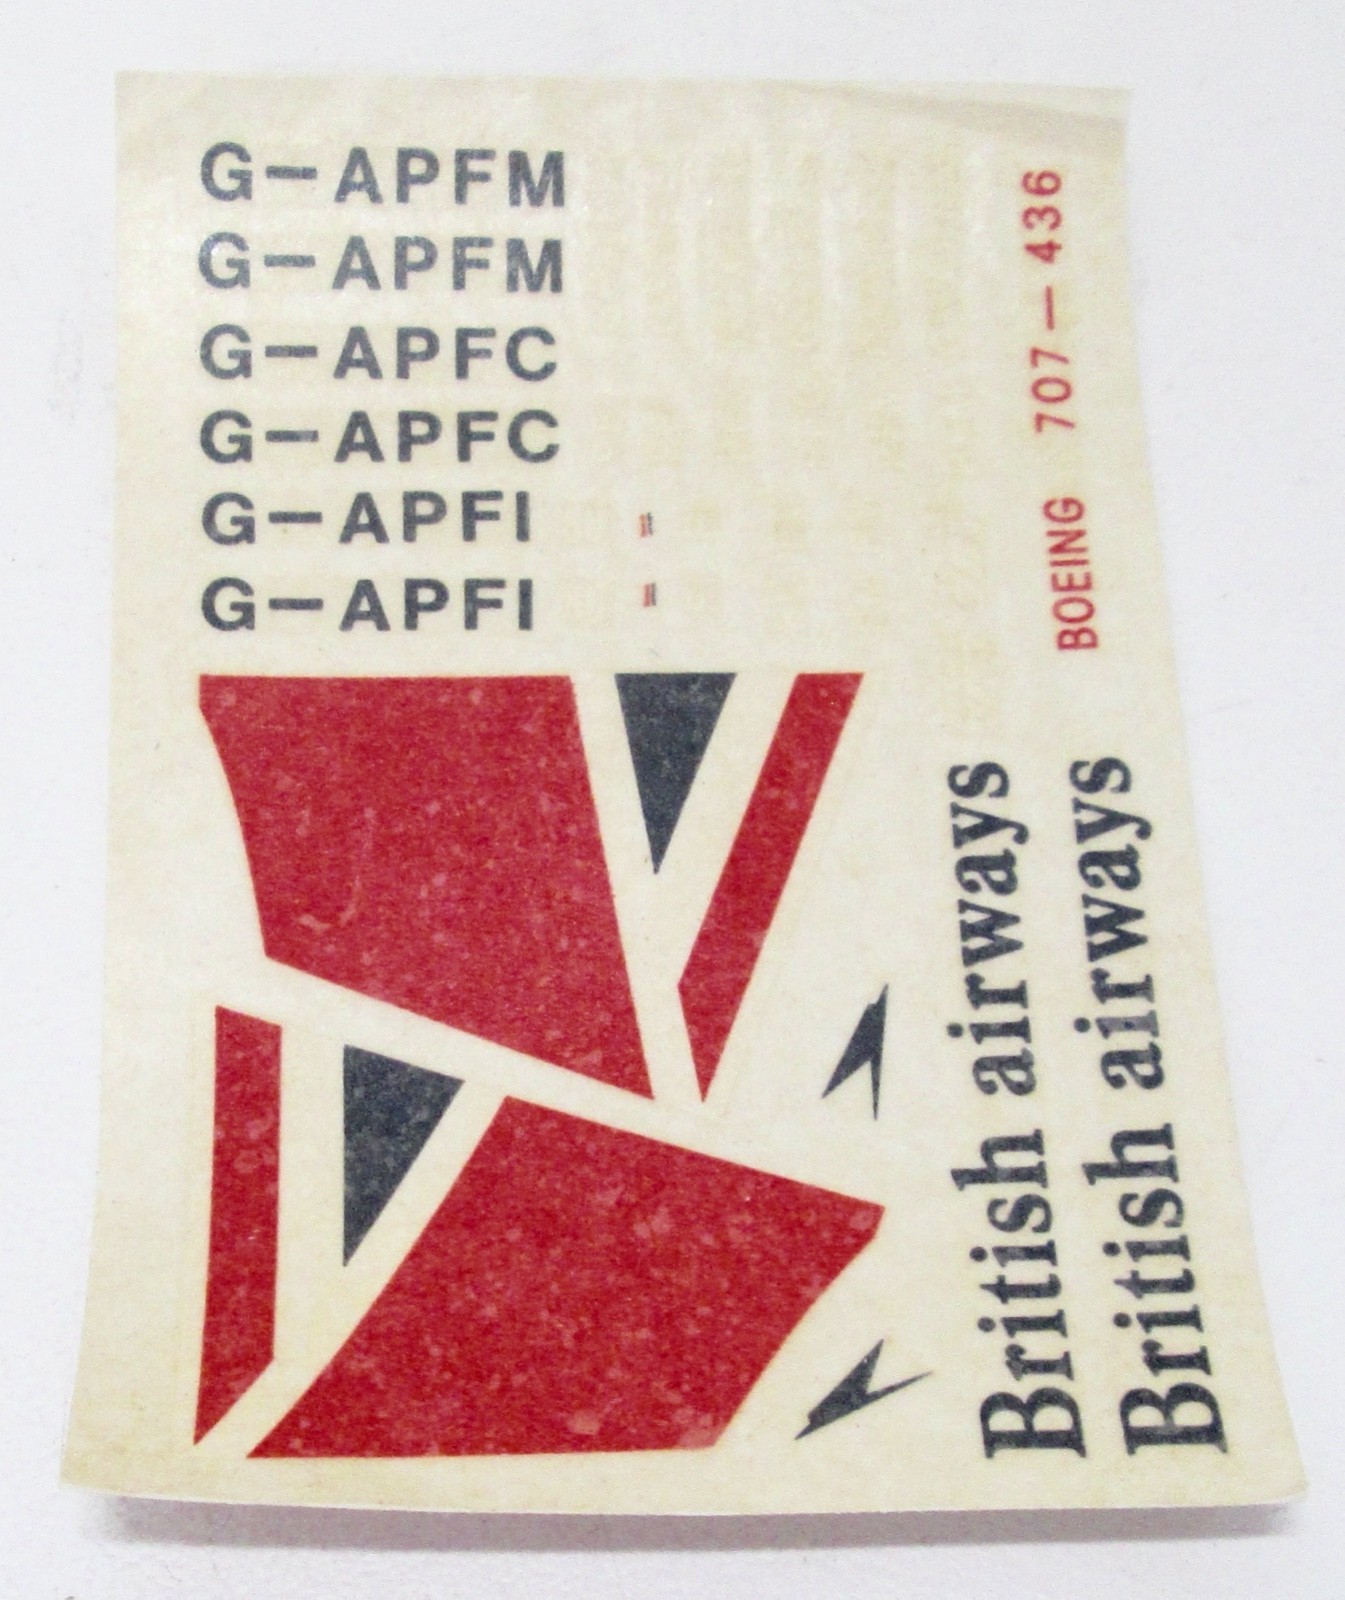 G-APFM
G-APFM
G-APFC
G-APFC
G-APFI
G-APFI
BOEING 707-436
British airways
British airways